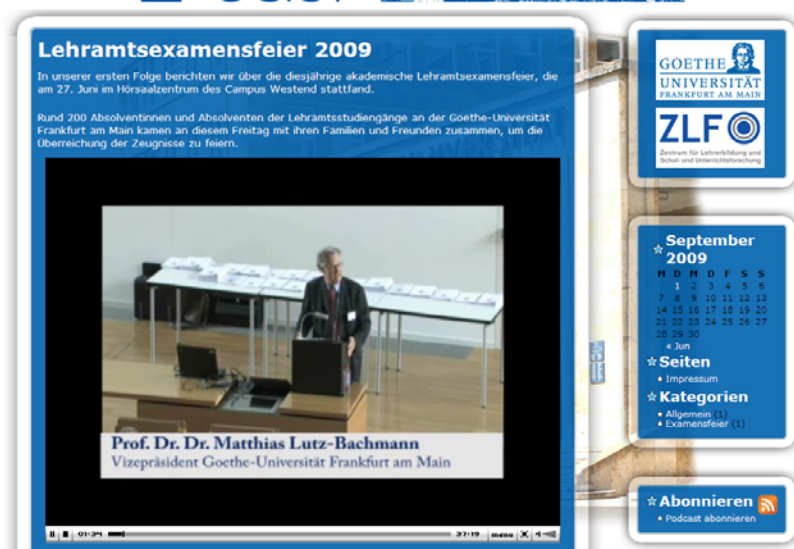 Lehramtsexamensfeier 2009
In unserer ersten Folge berichten wir über die diesjährige akademische Lehramtsexamensfeier, die
am 27. Juni im Hörsaalzentrum des Campus Westend stattfand.
Rund 200 Absolventinnen und Absolventen der Lehramtsstudiengänge an der Goethe-Universität
Frankfurt am Main kamen an diesem Freitag mit ihren Familien und Freunden zusammen, um die
Überreichung der Zeugnisse zu feiern.
Prof. Dr. Dr. Matthias Lutz-Bachmann
Vizepräsident Goethe-Universität Frankfurt am Main
01:34
37:19 menu
GOETHE
UNIVERSITÄT
FRANKFURT AM MAIN
ZLF
Zentrum für Lehrerbildung und
Schul- und Unterrichtsforschung
September
2009
M D M D F S S
1 2 3 4 5 6
7 8 9 10 11 12 13
14 15 16 17 18 19 20
21 22 23 24 25 26 27
28 29 30
« Jun
Seiten
Impressum
Kategorien
Allgemein (1)
Examensfeier (1)
Abonnieren
Podcast abonnieren